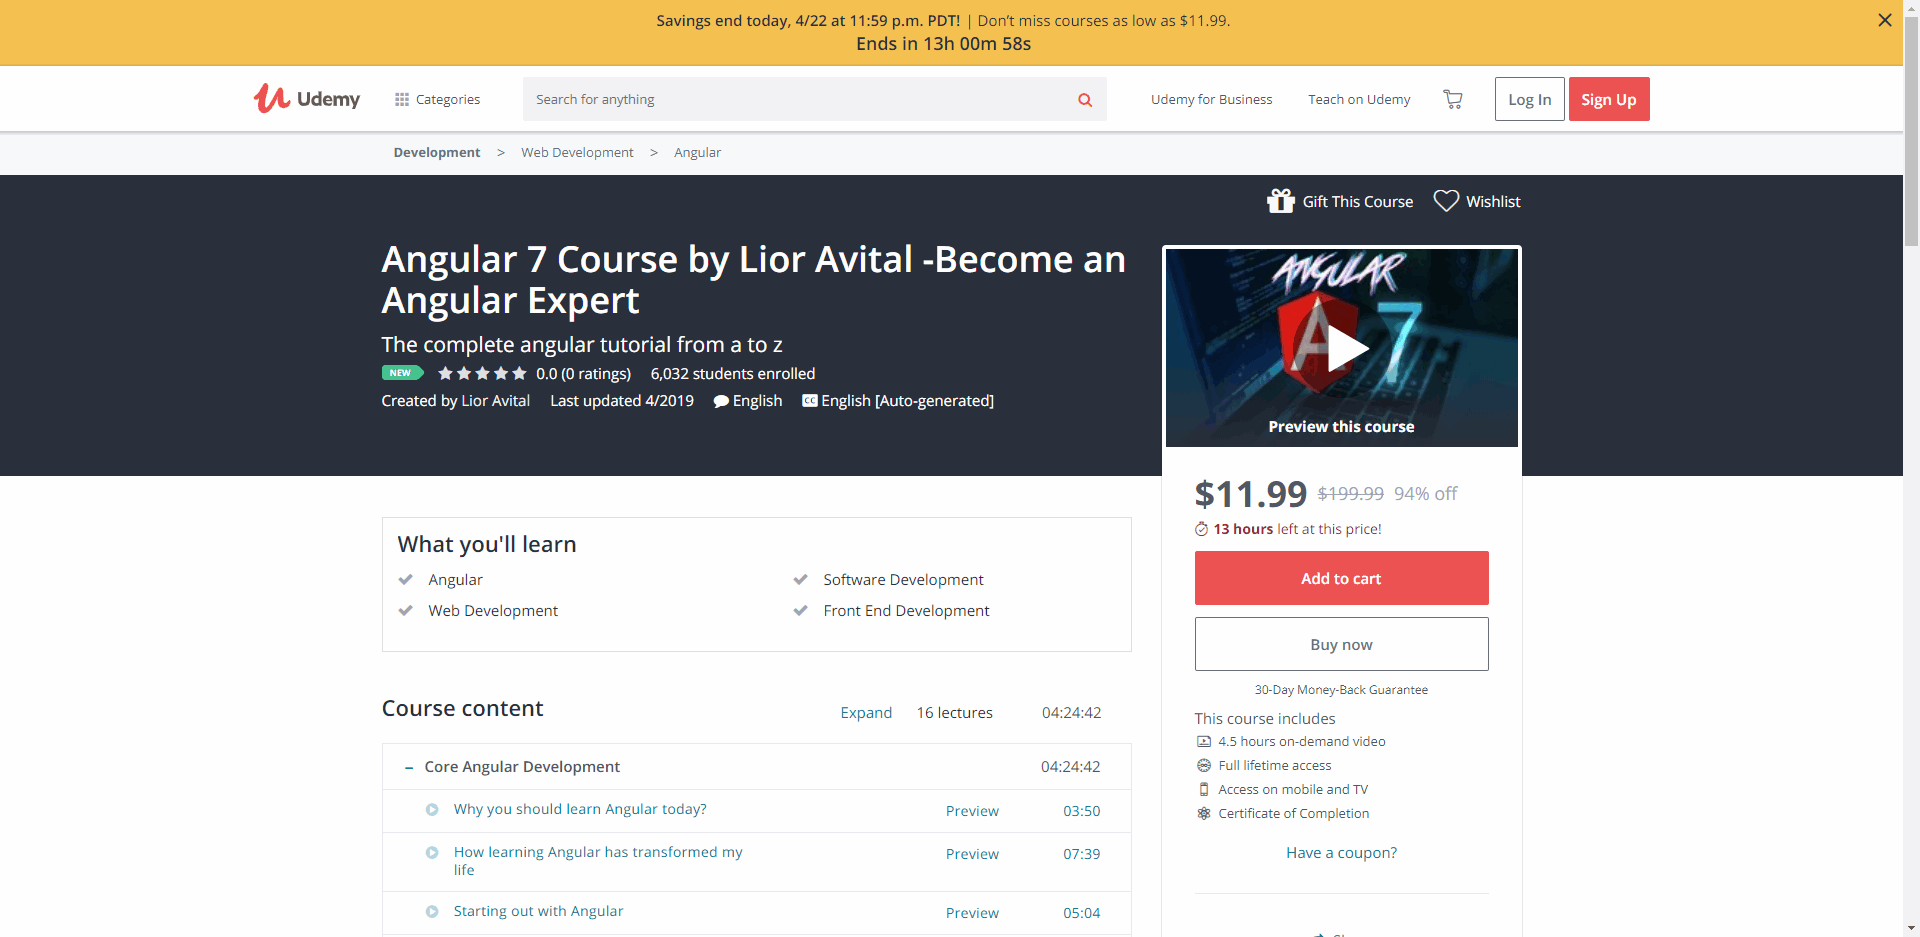 Savings end today, 4/22 at 11:59 p.m. PDT! | Don't miss courses as low as $11.99.
Ends in 13h 00m 58s
Udemy
Categories
Search for anything
Udemy for Business
Teach on Udemy
Log In
Sign Up
Development > Web Development > Angular
Gift This Course
Wishlist
Angular 7 Course by Lior Avital -Become an
Angular Expert
The complete angular tutorial from a to z
NEW 0.0 (0 ratings) 6,032 students enrolled
Created by Lior Avital Last updated 4/2019 English CC English [Auto-generated]
ANGULAR
A 7
Preview this course
$11.99 $199.99 94% off
13 hours left at this price!
Add to cart
Buy now
30-Day Money-Back Guarantee
This course includes
4.5 hours on-demand video
Full lifetime access
Access on mobile and TV
Certificate of Completion
Have a coupon?
What you'll learn
Angular
Software Development
Web Development
Front End Development
Course content
Expand 16 lectures 04:24:42
– Core Angular Development 04:24:42
Why you should learn Angular today? Preview 03:50
How learning Angular has transformed my Preview 07:39
life
Starting out with Angular Preview 05:04